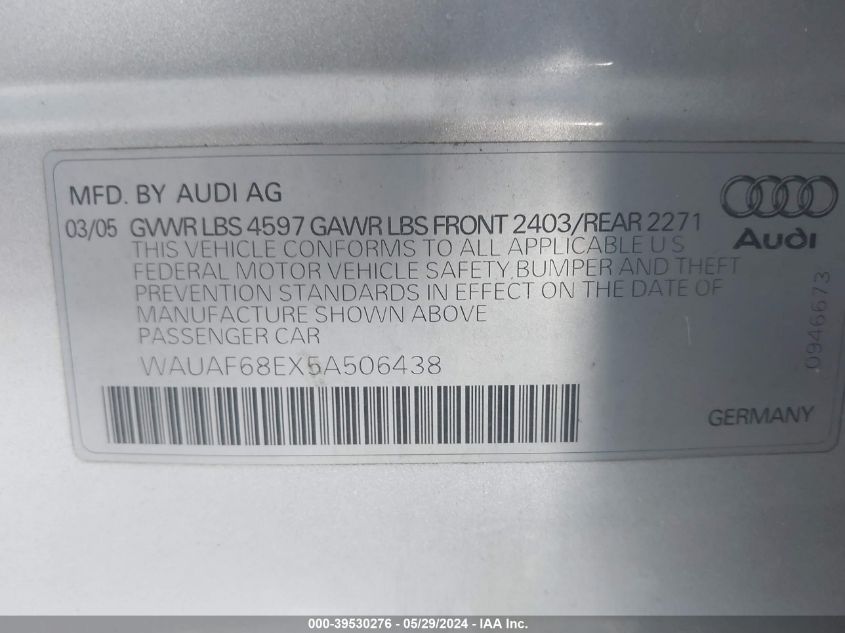 MFD. BY AUDI AG
03/05 GVWR LBS 4597 GAWR LBS FRONT 2403/REAR 2271
THIS VEHICLE CONFORMS TO ALL APPLICABLE U S
FEDERAL MOTOR VEHICLE SAFETY, BUMPER AND THEFT
PREVENTION STANDARDS IN EFFECT ON THE DATE OF
MANUFACTURE SHOWN ABOVE
PASSENGER CAR
WAUAF68EX5A506438
Audi
0946673
GERMANY
000-39530276 - 05/29/2024 - IAA Inc.